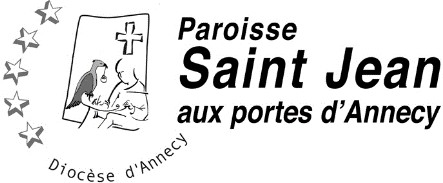 Paroisse
Saint Jean
aux portes d'Annecy
Diocèse d'Annecy